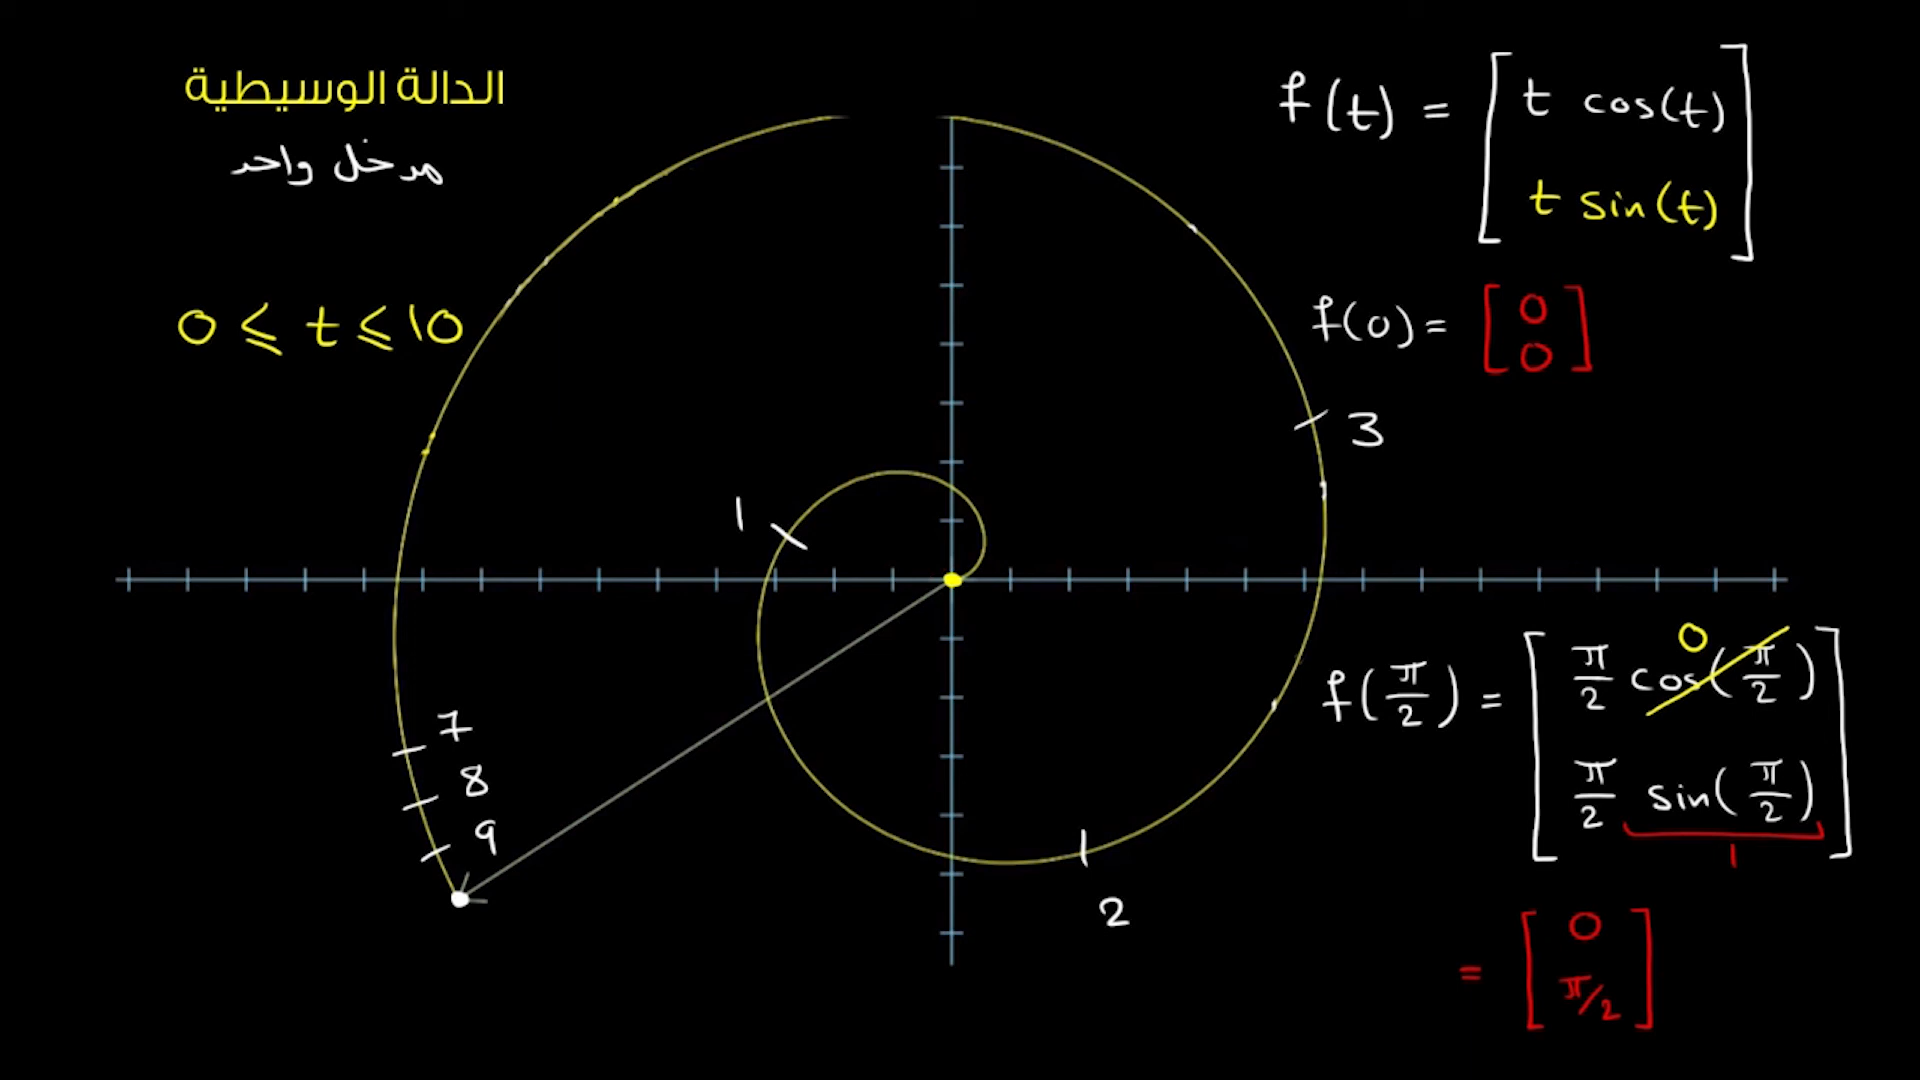 الدالة الوسيطية
مدخل واحد
0 ≤ t ≤ 10
f(t) = [ t cos(t)
t sin(t) ]
f(0) = [ 0
0 ]
3
1
7
8
9
1
2
f(π/2) = [ π/2 cos(π/2) 0
π/2 sin(π/2) ]
1
= [ 0
π/2 ]